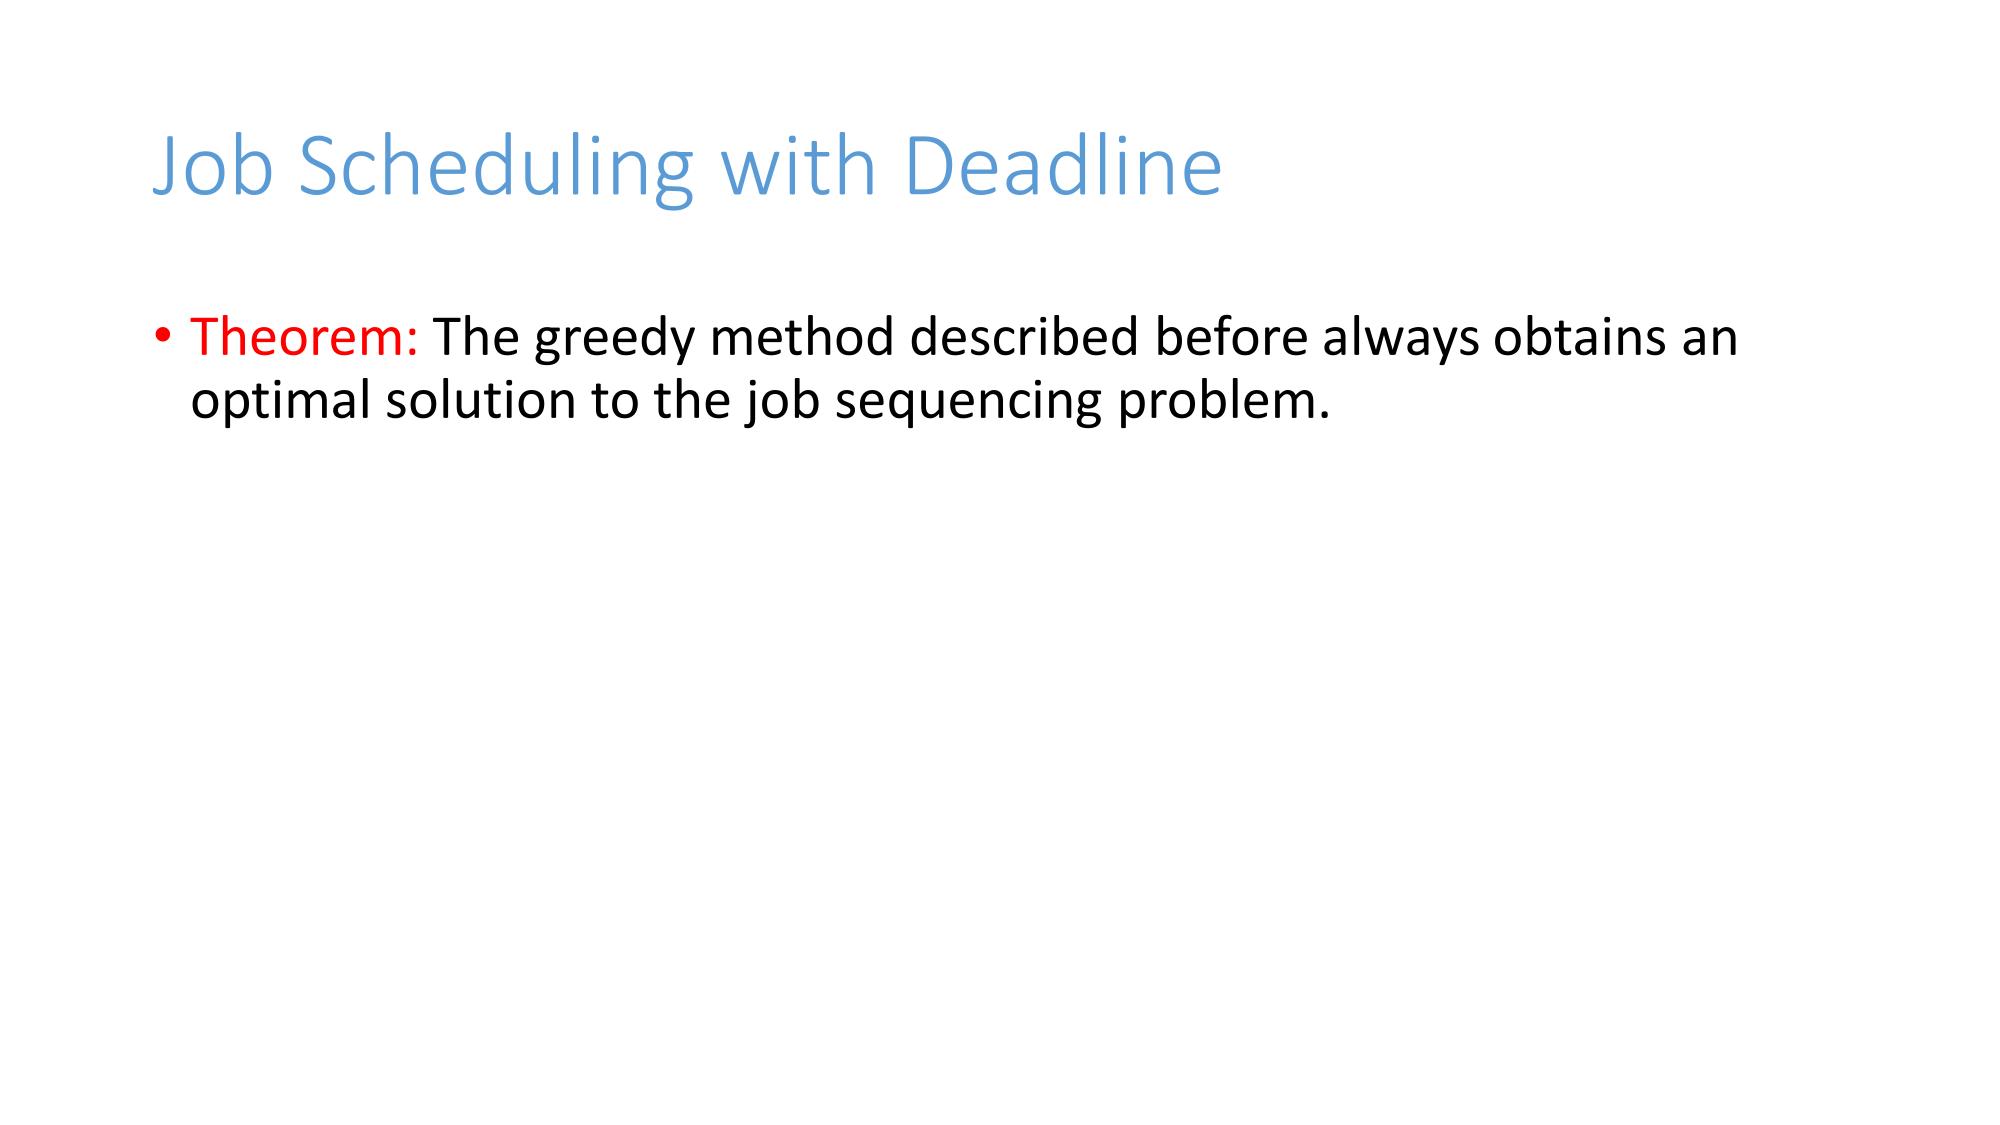 Job Scheduling with Deadline
• Theorem: The greedy method described before always obtains an
optimal solution to the job sequencing problem.